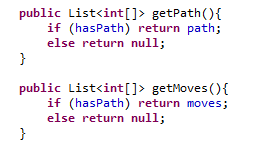 public List<int[]> getPath(){
    if (hasPath) return path;
    else return null;
}

public List<int[]> getMoves(){
    if (hasPath) return moves;
    else return null;
}